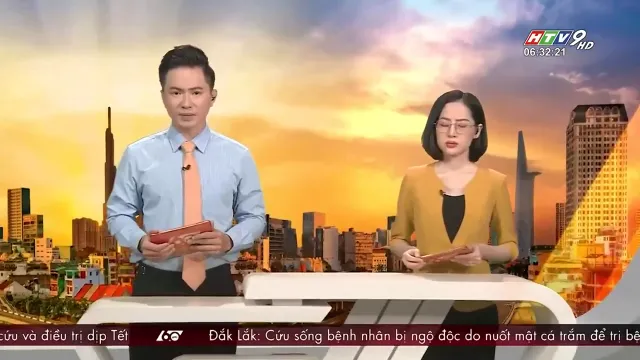 HTV9 HD
06:32:21
cứu và điều trị dịp Tết 60 Đắk Lắk: Cứu sống bệnh nhân bị ngộ độc do nuốt mật cá trắm để trị bệ